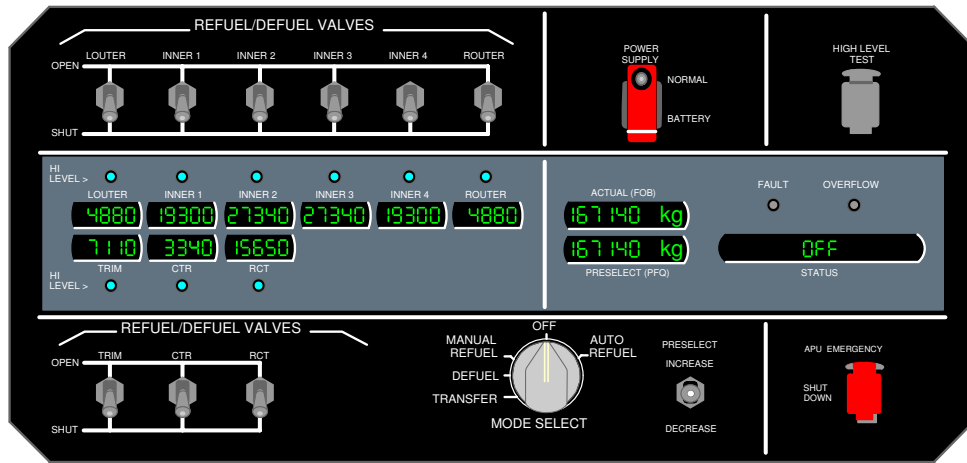 REFUEL/DEFUEL VALVES
LOUTER INNER 1 INNER 2 INNER 3 INNER 4 ROUTER
OPEN
SHUT
POWER
SUPPLY
NORMAL
BATTERY
HIGH LEVEL
TEST
HI
LEVEL >
LOUTER INNER 1 INNER 2 INNER 3 INNER 4 ROUTER
4880 19300 27340 27340 19300 4880
7110 3340 15650
TRIM CTR RCT
HI
LEVEL >
ACTUAL (FOB)
167140 kg
167140 kg
PRESELECT (PFQ)
FAULT OVERFLOW
OFF
STATUS
REFUEL/DEFUEL VALVES
TRIM CTR RCT
OPEN
SHUT
OFF
MANUAL
REFUEL
AUTO
REFUEL
DEFUEL
TRANSFER
MODE SELECT
PRESELECT
INCREASE
DECREASE
APU EMERGENCY
SHUT
DOWN